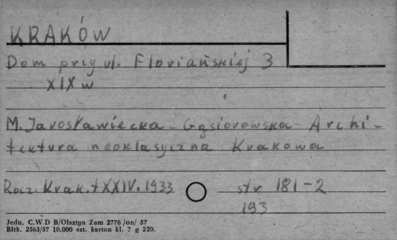 KRAKÓW
Dom przy ul. Floriańskiej 3
XIX w
M. Jarosławiecka-Gąsiorowska - Archi-
tektura neoklasyczna Krakowa
Rocz. Krak. t XXIV. 1933 str 181-2
193
Jedn. C.W.D B/Olsztyn Zam 2776 /on/ 57
Bltk. 2563/57 10.000 szt. karton kl. 7 g 220.